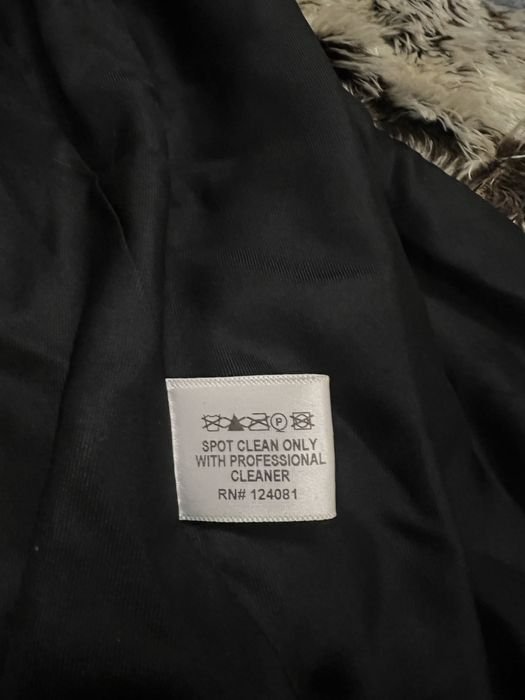 P
SPOT CLEAN ONLY
WITH PROFESSIONAL
CLEANER
RN# 124081